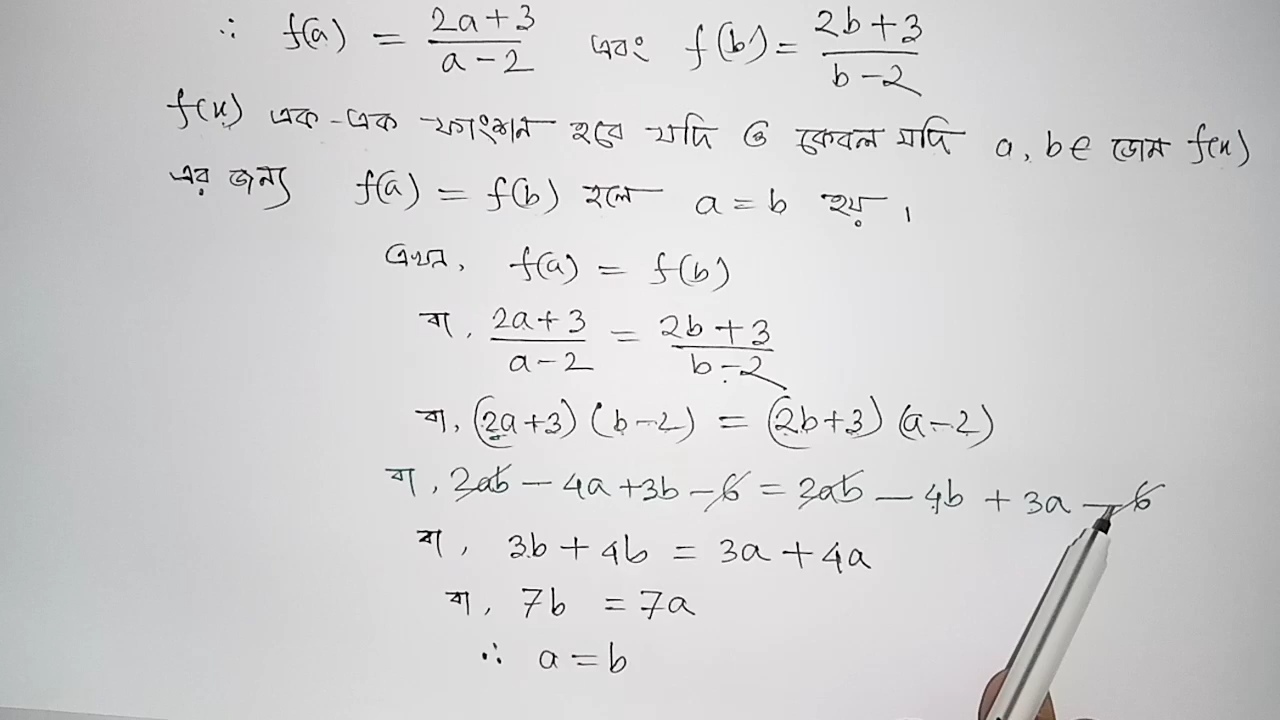 ∴ f(a) = (2a+3)/(a-2) এবং f(b) = (2b+3)/(b-2)
f(x) এক-এক ফাংশন হবে যদি ও কেবল যদি a, b ∈ ডোম f(x)
এর জন্য f(a) = f(b) হলে a = b হয়।
এখন, f(a) = f(b)
বা, (2a+3)/(a-2) = (2b+3)/(b-2)
বা, (2a+3)(b-2) = (2b+3)(a-2)
বা, 2ab - 4a + 3b - 6 = 2ab - 4b + 3a - 6
বা, 3b + 4b = 3a + 4a
বা, 7b = 7a
∴ a = b